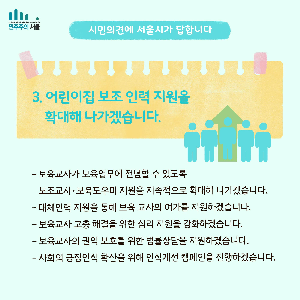 민주주의 서울
시민의견에 서울시가 답합니다
3. 어린이집 보조 인력 지원을
확대해 나가겠습니다.
- 보육교사가 보육업무에 전념할 수 있도록
보조교사·보육도우미 지원을 지속적으로 확대해 나가겠습니다.
- 대체인력 지원을 통해 보육 교사의 여가를 지원하겠습니다.
- 보육교사 고충 해결을 위한 심리 지원을 강화하겠습니다.
- 보육교사의 권익 보호를 위한 법률상담을 지원하겠습니다.
- 사회의 긍정인식 확산을 위해 인식개선 캠페인을 진행하겠습니다.